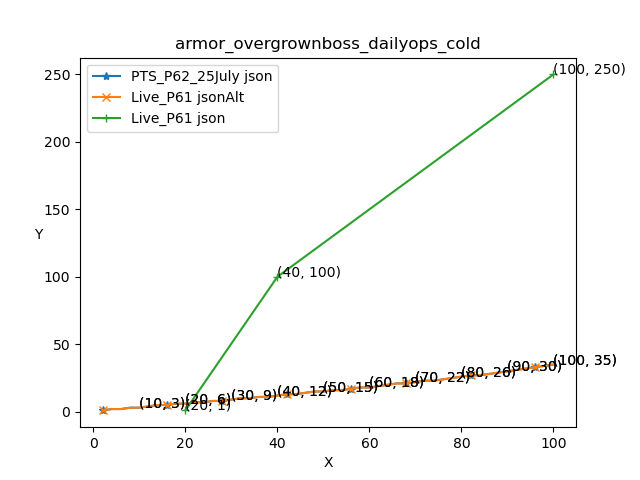 armor_overgrownboss_dailyops_cold
PTS_P62_25July json
Live_P61 jsonAlt
Live_P61 json
(100, 250)
250
200
150
Y
100
(40, 100)
50
(100, 35)
(90, 30)
(80, 26)
(70, 22)
(60, 18)
(50, 15)
(40, 12)
(30, 9)
(20, 6)
(10, 3)
(20, 1)
0
0 20 40 60 80 100
X